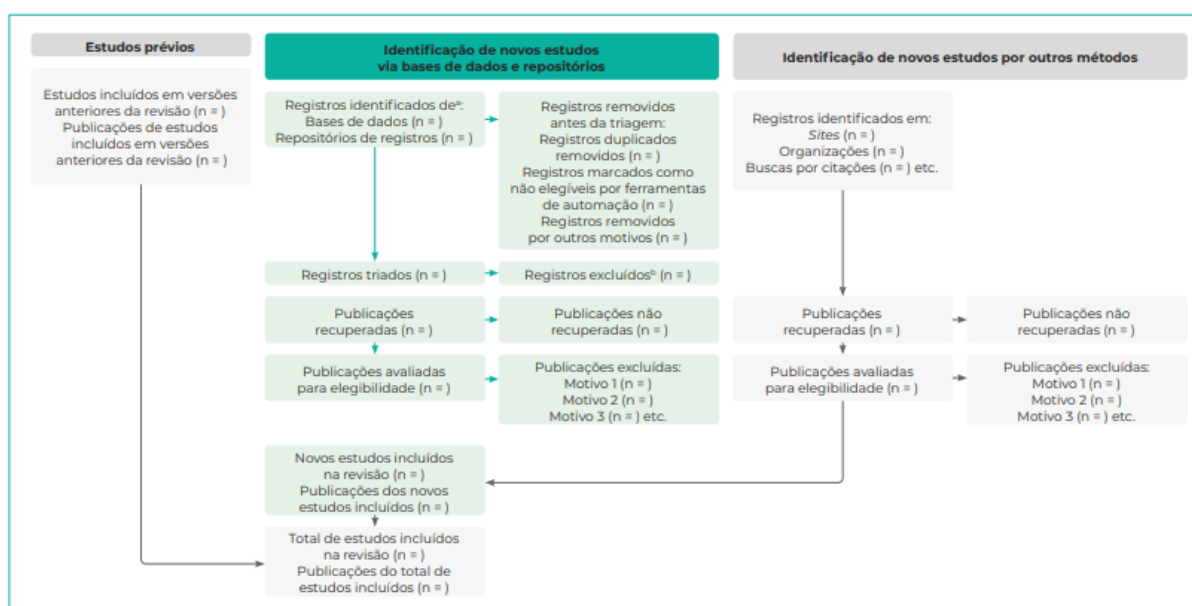 Estudos prévios
Estudos incluídos em versões
anteriores da revisão (n = )
Publicações de estudos
incluídos em versões
anteriores da revisão (n = )
Identificação de novos estudos
via bases de dados e repositórios
Registros identificados deª:
Bases de dados (n = )
Repositórios de registros (n = )
Registros removidos
antes da triagem:
Registros duplicados
removidos (n = )
Registros marcados como
não elegíveis por ferramentas
de automação (n = )
Registros removidos
por outros motivos (n = )
Registros triados (n = )
Registros excluídosᵇ (n = )
Publicações
recuperadas (n = )
Publicações não
recuperadas (n = )
Publicações avaliadas
para elegibilidade (n = )
Publicações excluídas:
Motivo 1 (n = )
Motivo 2 (n = )
Motivo 3 (n = ) etc.
Novos estudos incluídos
na revisão (n = )
Publicações dos novos
estudos incluídos (n = )
Total de estudos incluídos
na revisão (n = )
Publicações do total de
estudos incluídos (n = )
Identificação de novos estudos por outros métodos
Registros identificados em:
Sites (n = )
Organizações (n = )
Buscas por citações (n = ) etc.
Publicações
recuperadas (n = )
Publicações não
recuperadas (n = )
Publicações avaliadas
para elegibilidade (n = )
Publicações excluídas:
Motivo 1 (n = )
Motivo 2 (n = )
Motivo 3 (n = ) etc.